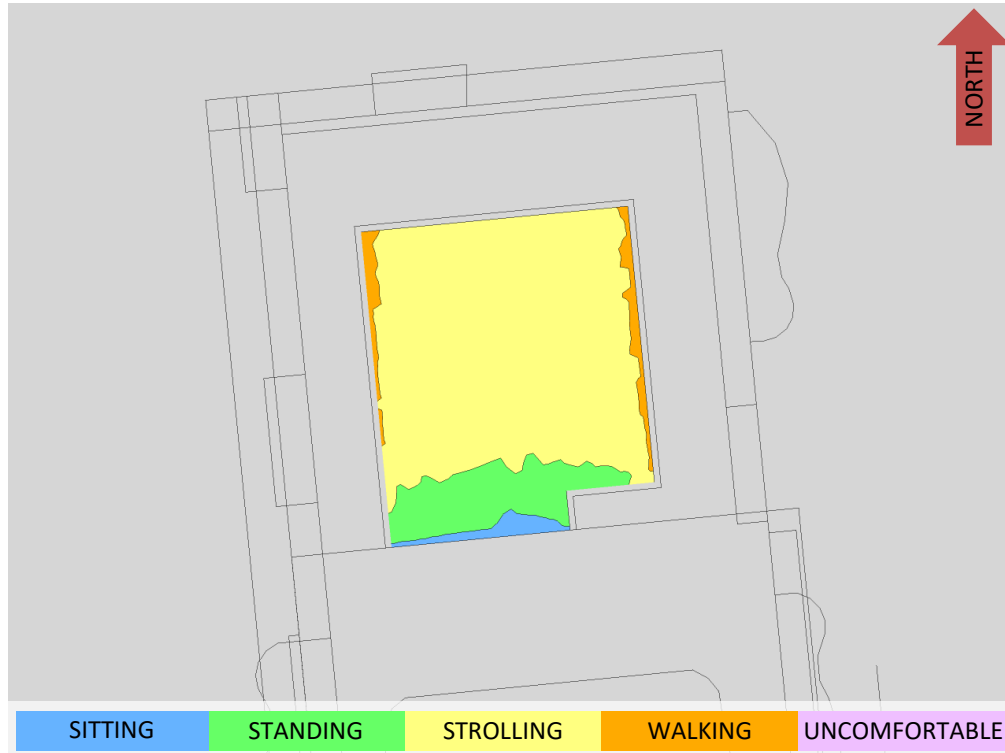 NORTH
SITTING
STANDING
STROLLING
WALKING
UNCOMFORTABLE